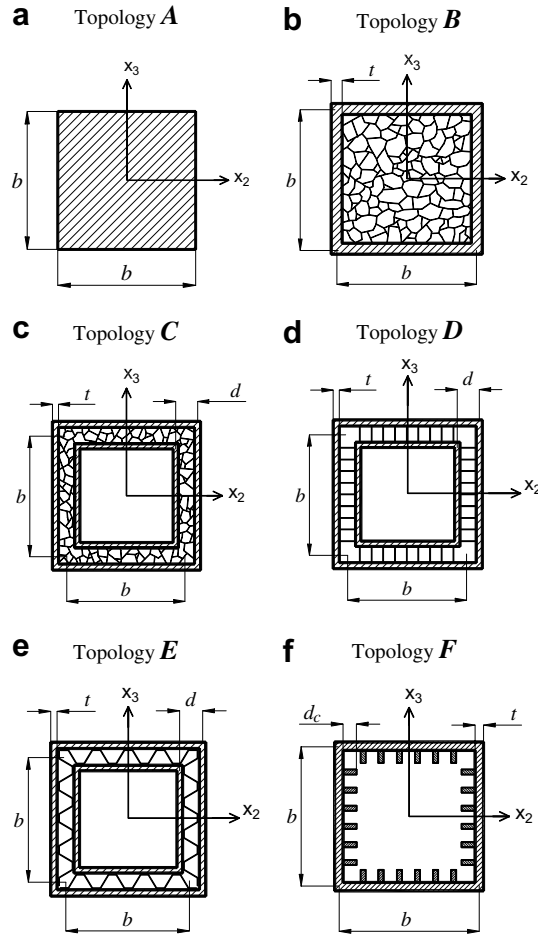 a Topology A
x3
b
x2
b
b Topology B
x3
t
b
x2
b
c Topology C
x3
t
d
b
x2
b
d Topology D
x3
t
d
b
x2
b
e Topology E
x3
t
d
b
x2
b
f Topology F
x3
dc
t
b
x2
b